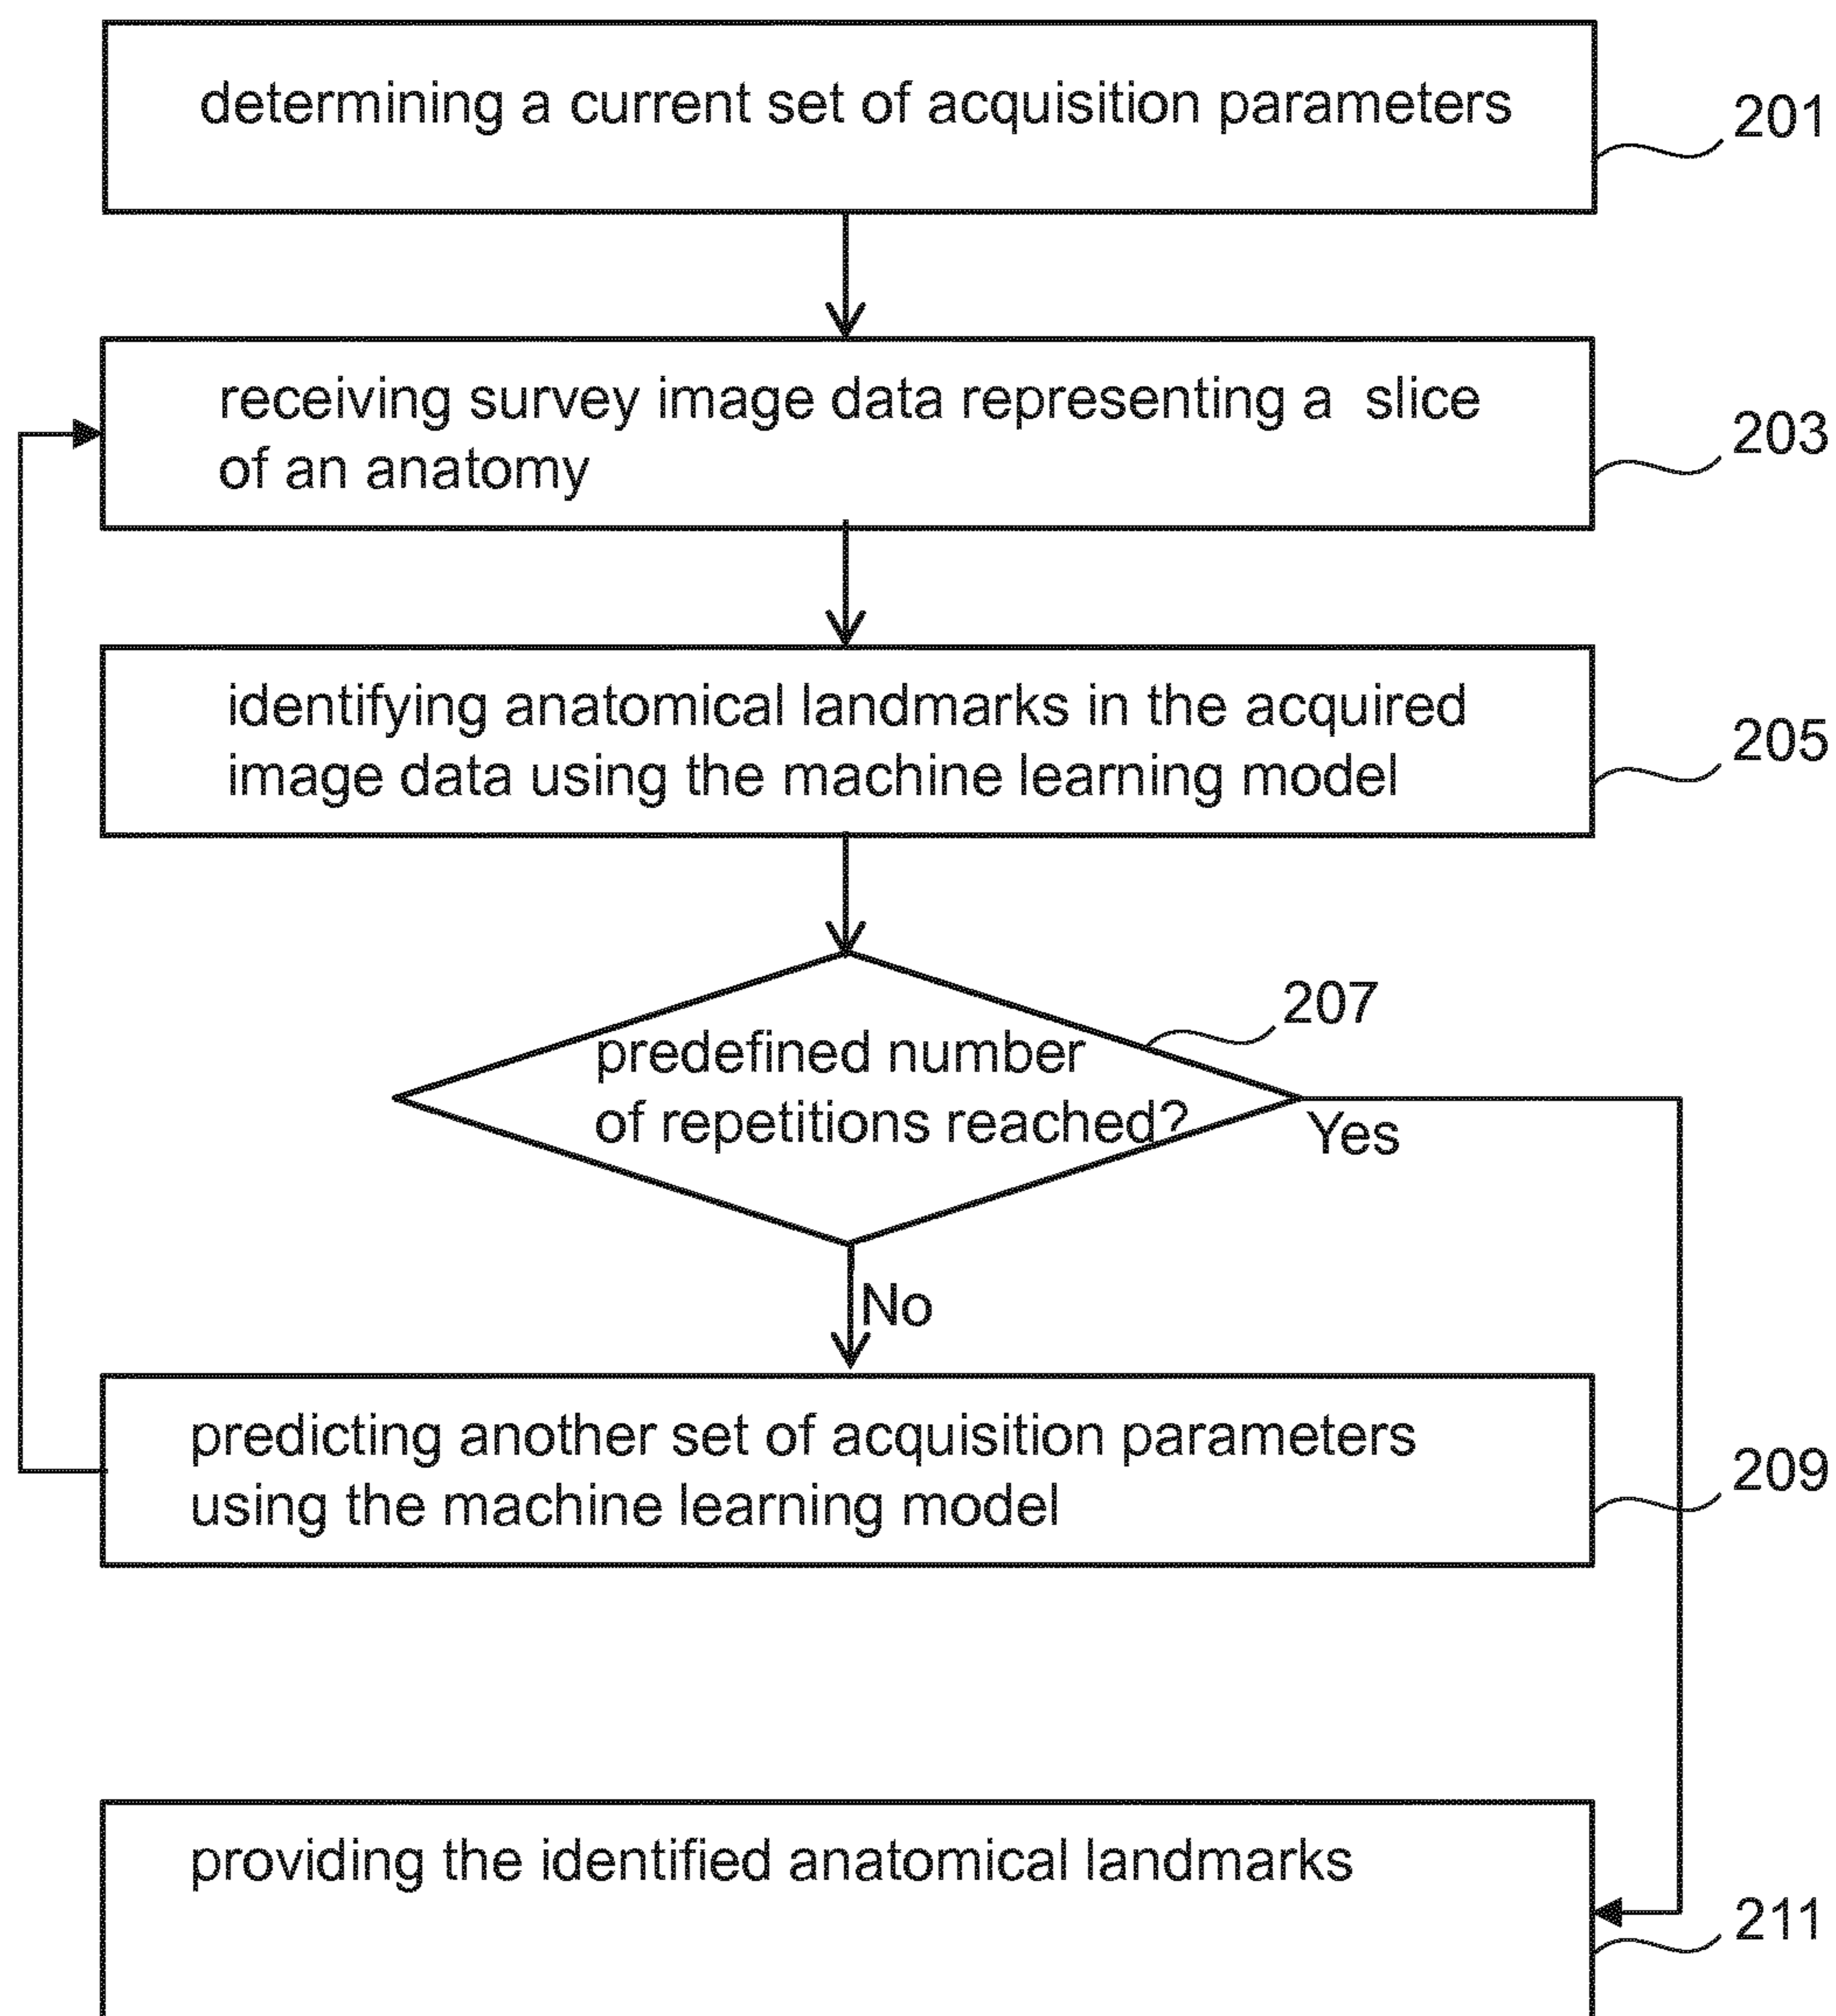 determining a current set of acquisition parameters
201
receiving survey image data representing a slice
of an anatomy
203
identifying anatomical landmarks in the acquired
image data using the machine learning model
205
207
predefined number
of repetitions reached?
Yes
No
predicting another set of acquisition parameters
using the machine learning model
209
providing the identified anatomical landmarks
211